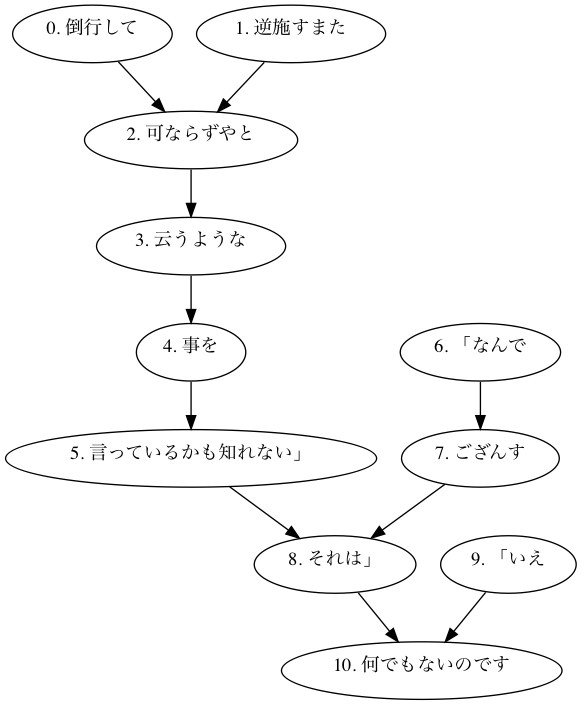 0. 倒行して
1. 逆施すまた
2. 可ならずやと
3. 云うような
4. 事を
5. 言っているかも知れない」
6. 「なんで
7. ござんす
8. それは」
9. 「いえ
10. 何でもないのです